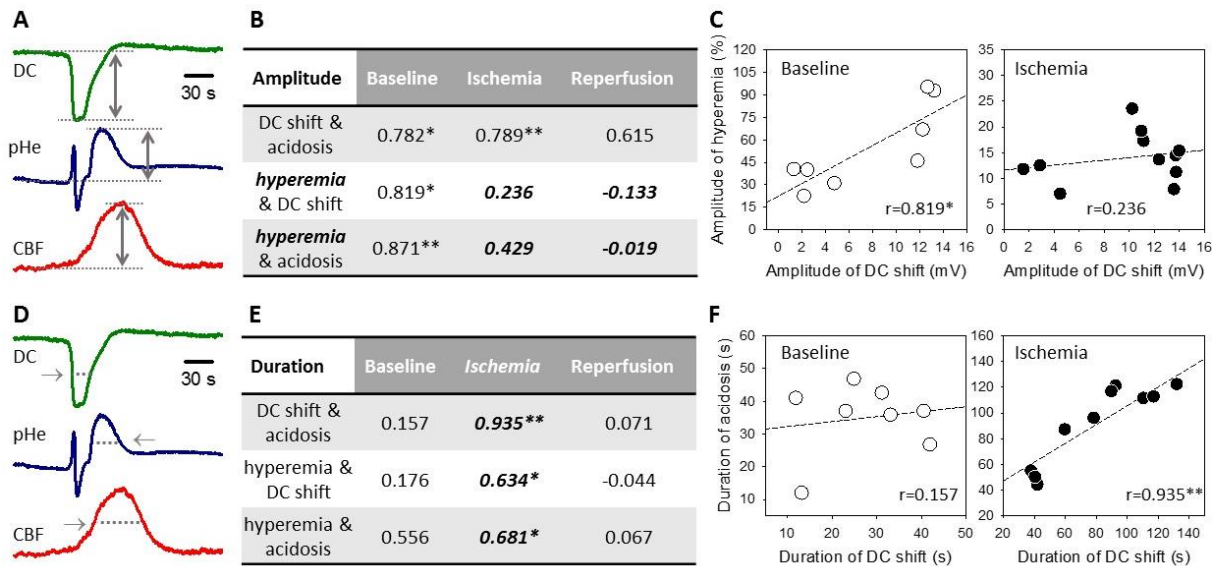 A
DC
30 s
pHe
CBF
B
Amplitude Baseline Ischemia Reperfusion
DC shift & acidosis 0.782* 0.789** 0.615
hyperemia & DC shift 0.819* 0.236 -0.133
hyperemia & acidosis 0.871** 0.429 -0.019
C
Amplitude of hyperemia (%)
120
105
90
75
60
45
30
15
0
Baseline
r=0.819*
0 2 4 6 8 10 12 14 16
Amplitude of DC shift (mV)
35
30
25
20
15
10
5
0
Ischemia
r=0.236
0 2 4 6 8 10 12 14 16
Amplitude of DC shift (mV)
D
DC
30 s
pHe
CBF
E
Duration Baseline Ischemia Reperfusion
DC shift & acidosis 0.157 0.935** 0.071
hyperemia & DC shift 0.176 0.634* -0.044
hyperemia & acidosis 0.556 0.681* 0.067
F
Duration of acidosis (s)
60
50
40
30
20
10
Baseline
r=0.157
10 20 30 40 50
Duration of DC shift (s)
160
140
120
100
80
60
40
20
Ischemia
r=0.935**
20 40 60 80 100 120 140
Duration of DC shift (s)